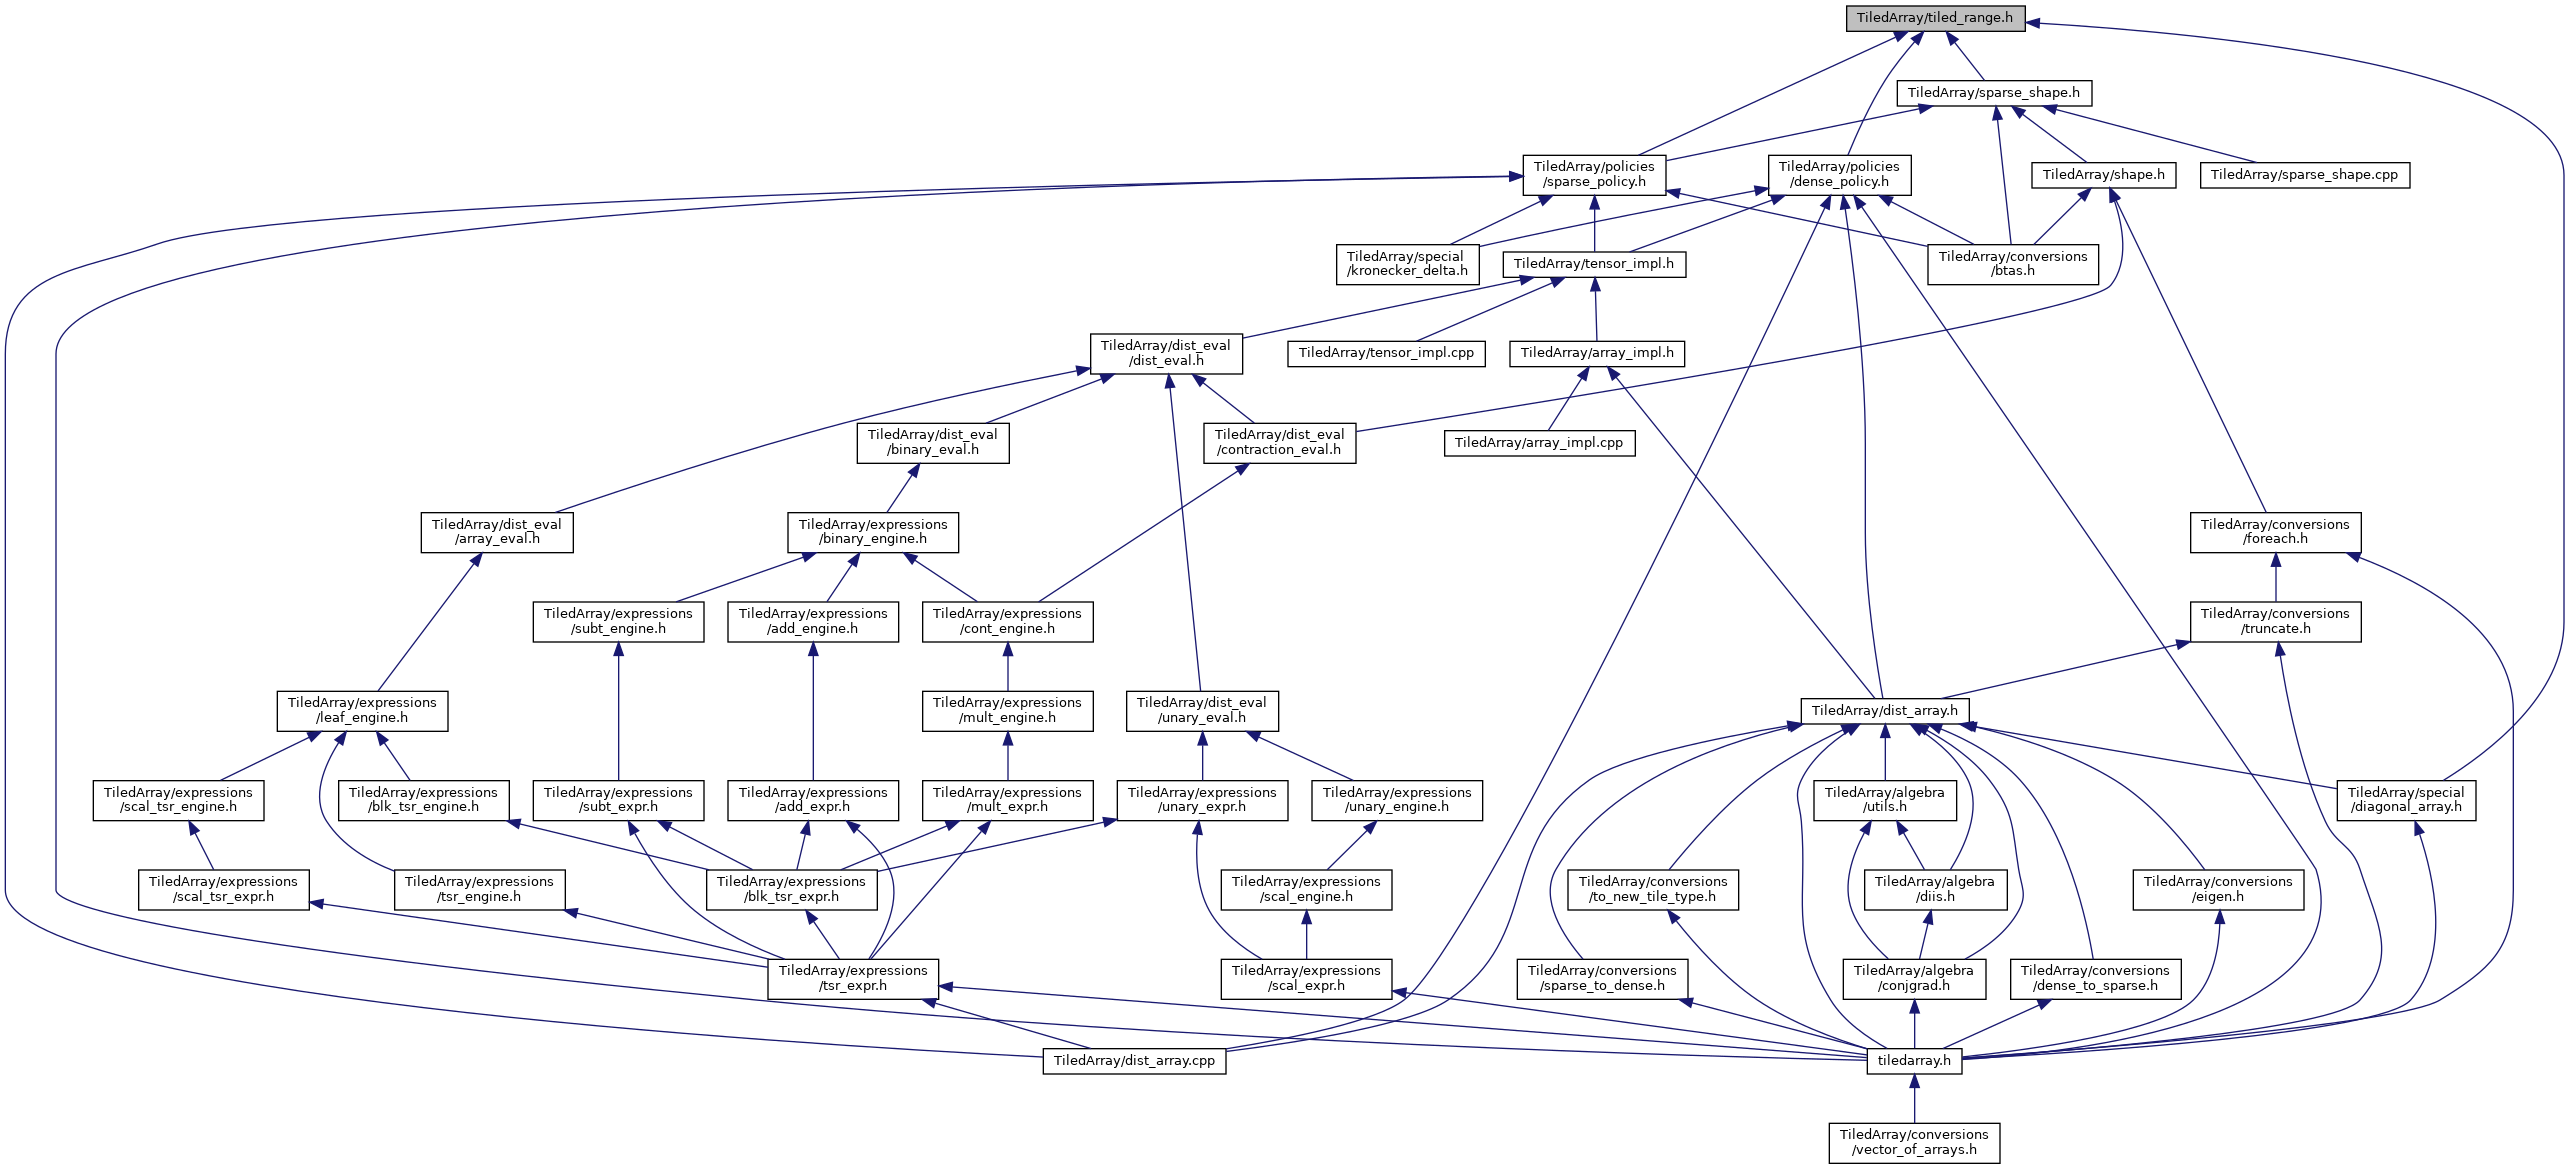 TiledArray/tiled_range.h
TiledArray/sparse_shape.h
TiledArray/policies
/sparse_policy.h
TiledArray/policies
/dense_policy.h
TiledArray/shape.h
TiledArray/sparse_shape.cpp
TiledArray/special
/kronecker_delta.h
TiledArray/tensor_impl.h
TiledArray/conversions
/btas.h
TiledArray/dist_eval
/dist_eval.h
TiledArray/tensor_impl.cpp
TiledArray/array_impl.h
TiledArray/dist_eval
/binary_eval.h
TiledArray/dist_eval
/contraction_eval.h
TiledArray/array_impl.cpp
TiledArray/dist_eval
/array_eval.h
TiledArray/expressions
/binary_engine.h
TiledArray/conversions
/foreach.h
TiledArray/expressions
/subt_engine.h
TiledArray/expressions
/add_engine.h
TiledArray/expressions
/cont_engine.h
TiledArray/conversions
/truncate.h
TiledArray/expressions
/leaf_engine.h
TiledArray/expressions
/mult_engine.h
TiledArray/dist_eval
/unary_eval.h
TiledArray/dist_array.h
TiledArray/expressions
/scal_tsr_engine.h
TiledArray/expressions
/blk_tsr_engine.h
TiledArray/expressions
/subt_expr.h
TiledArray/expressions
/add_expr.h
TiledArray/expressions
/mult_expr.h
TiledArray/expressions
/unary_expr.h
TiledArray/expressions
/unary_engine.h
TiledArray/algebra
/utils.h
TiledArray/special
/diagonal_array.h
TiledArray/expressions
/scal_tsr_expr.h
TiledArray/expressions
/tsr_engine.h
TiledArray/expressions
/blk_tsr_expr.h
TiledArray/expressions
/scal_engine.h
TiledArray/conversions
/to_new_tile_type.h
TiledArray/algebra
/diis.h
TiledArray/conversions
/eigen.h
TiledArray/expressions
/tsr_expr.h
TiledArray/expressions
/scal_expr.h
TiledArray/conversions
/sparse_to_dense.h
TiledArray/algebra
/conjgrad.h
TiledArray/conversions
/dense_to_sparse.h
TiledArray/dist_array.cpp
tiledarray.h
TiledArray/conversions
/vector_of_arrays.h